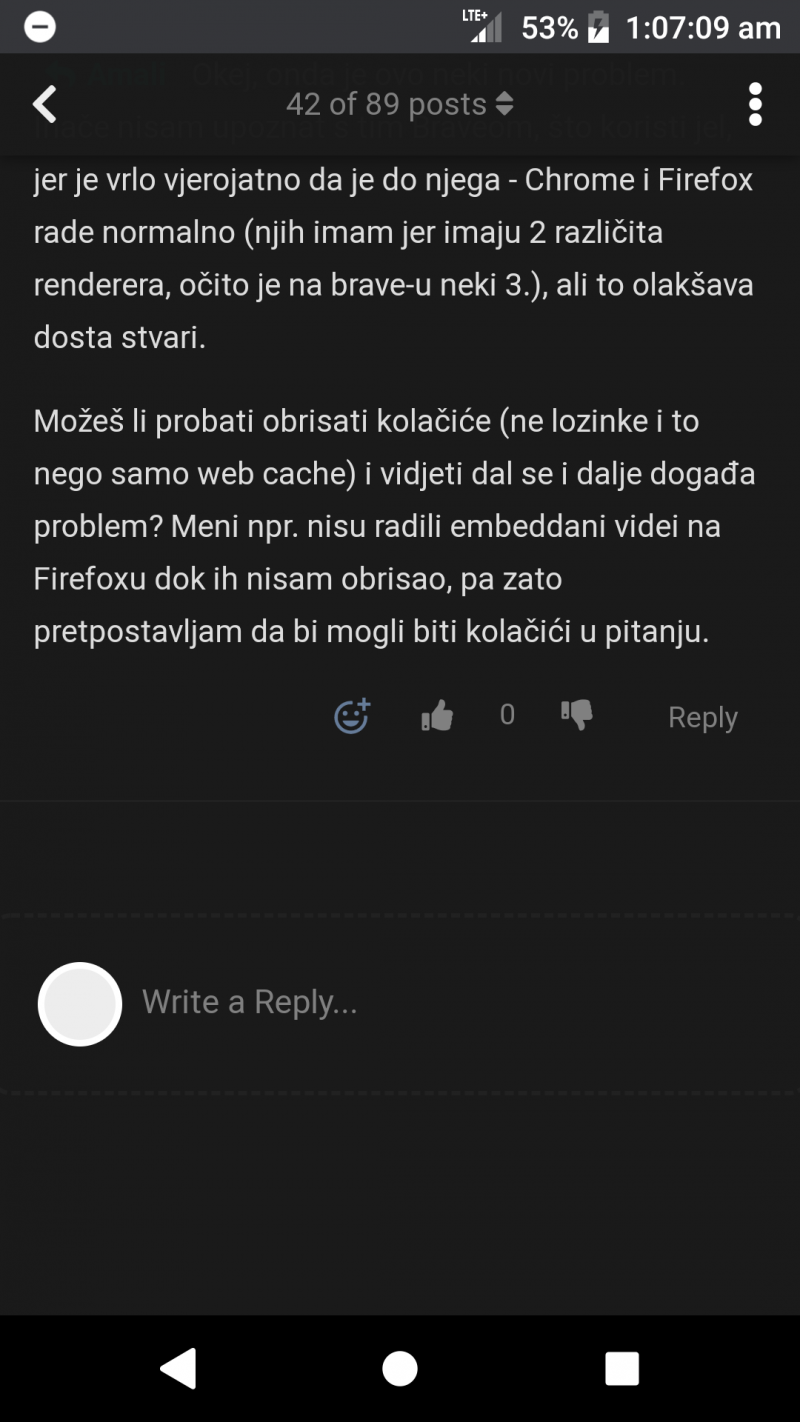 LTE+ 53% 1:07:09 am
Okej, onda je ovo neki novi problem.
42 of 89 posts
jer je vrlo vjerojatno da je do njega - Chrome i Firefox
rade normalno (njih imam jer imaju 2 različita
renderera, očito je na brave-u neki 3.), ali to olakšava
dosta stvari.
Možeš li probati obrisati kolačiće (ne lozinke i to
nego samo web cache) i vidjeti dal se i dalje događa
problem? Meni npr. nisu radili embeddani videi na
Firefoxu dok ih nisam obrisao, pa zato
pretpostavljam da bi mogli biti kolačići u pitanju.
0 Reply
Write a Reply...